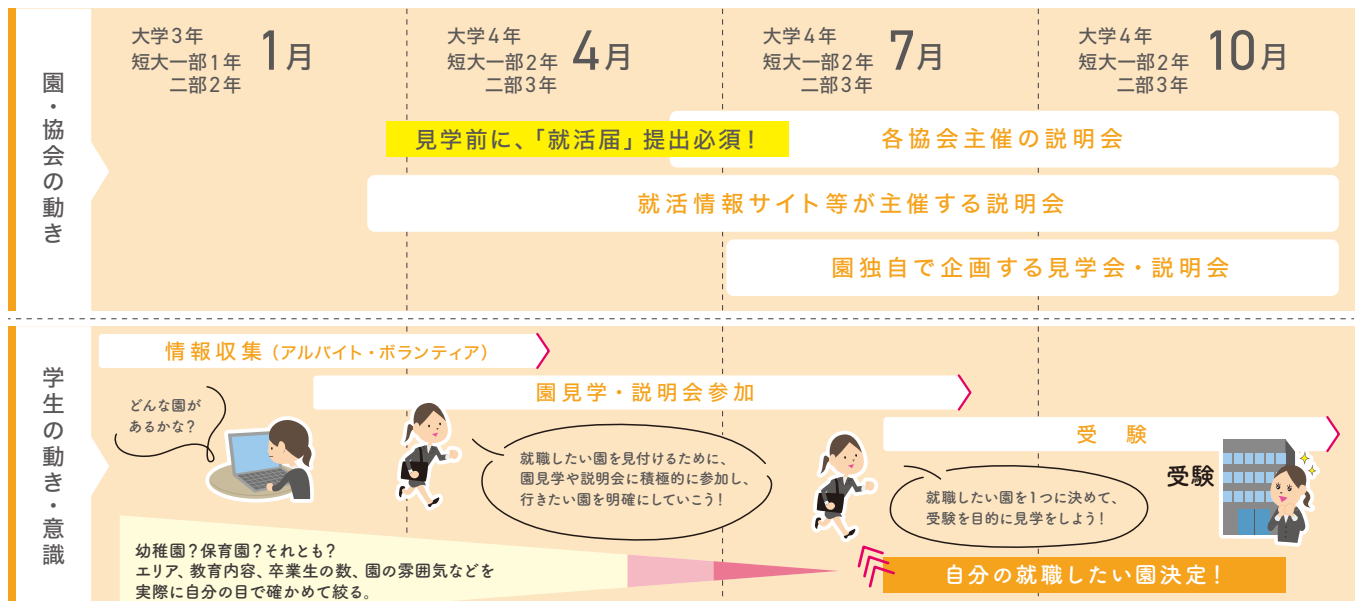 園・協会の動き
大学3年
短大一部1年
二部2年
1月
大学4年
短大一部2年
二部3年
4月
大学4年
短大一部2年
二部3年
7月
大学4年
短大一部2年
二部3年
10月
見学前に、「就活届」提出必須！
各協会主催の説明会
就活情報サイト等が主催する説明会
園独自で企画する見学会・説明会
学生の動き・意識
情報収集（アルバイト・ボランティア）
園見学・説明会参加
受 験
どんな園が
あるかな？
就職したい園を見付けるために、
園見学や説明会に積極的に参加し、
行きたい園を明確にしていこう！
就職したい園を1つに決めて、
受験を目的に見学をしよう！
受験
幼稚園？保育園？それとも？
エリア、教育内容、卒業生の数、園の雰囲気などを
実際に自分の目で確かめて絞る。
自分の就職したい園決定！